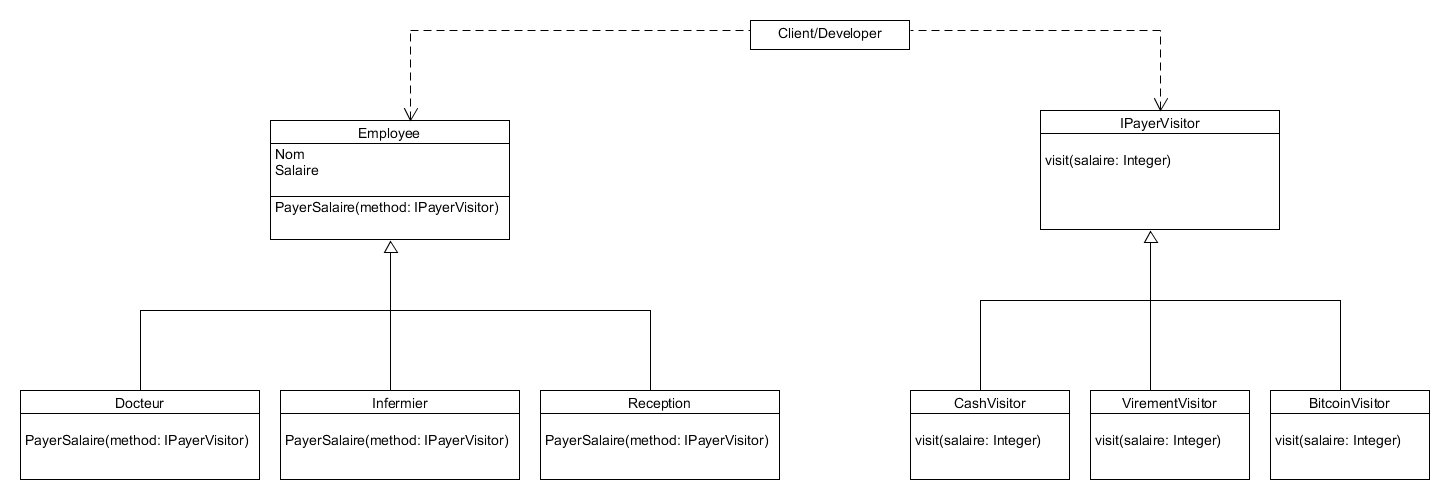 Client/Developer
Employee
Nom
Salaire
PayerSalaire(method: IPayerVisitor)
IPayerVisitor
visit(salaire: Integer)
Docteur
PayerSalaire(method: IPayerVisitor)
Infermier
PayerSalaire(method: IPayerVisitor)
Reception
PayerSalaire(method: IPayerVisitor)
CashVisitor
visit(salaire: Integer)
VirementVisitor
visit(salaire: Integer)
BitcoinVisitor
visit(salaire: Integer)